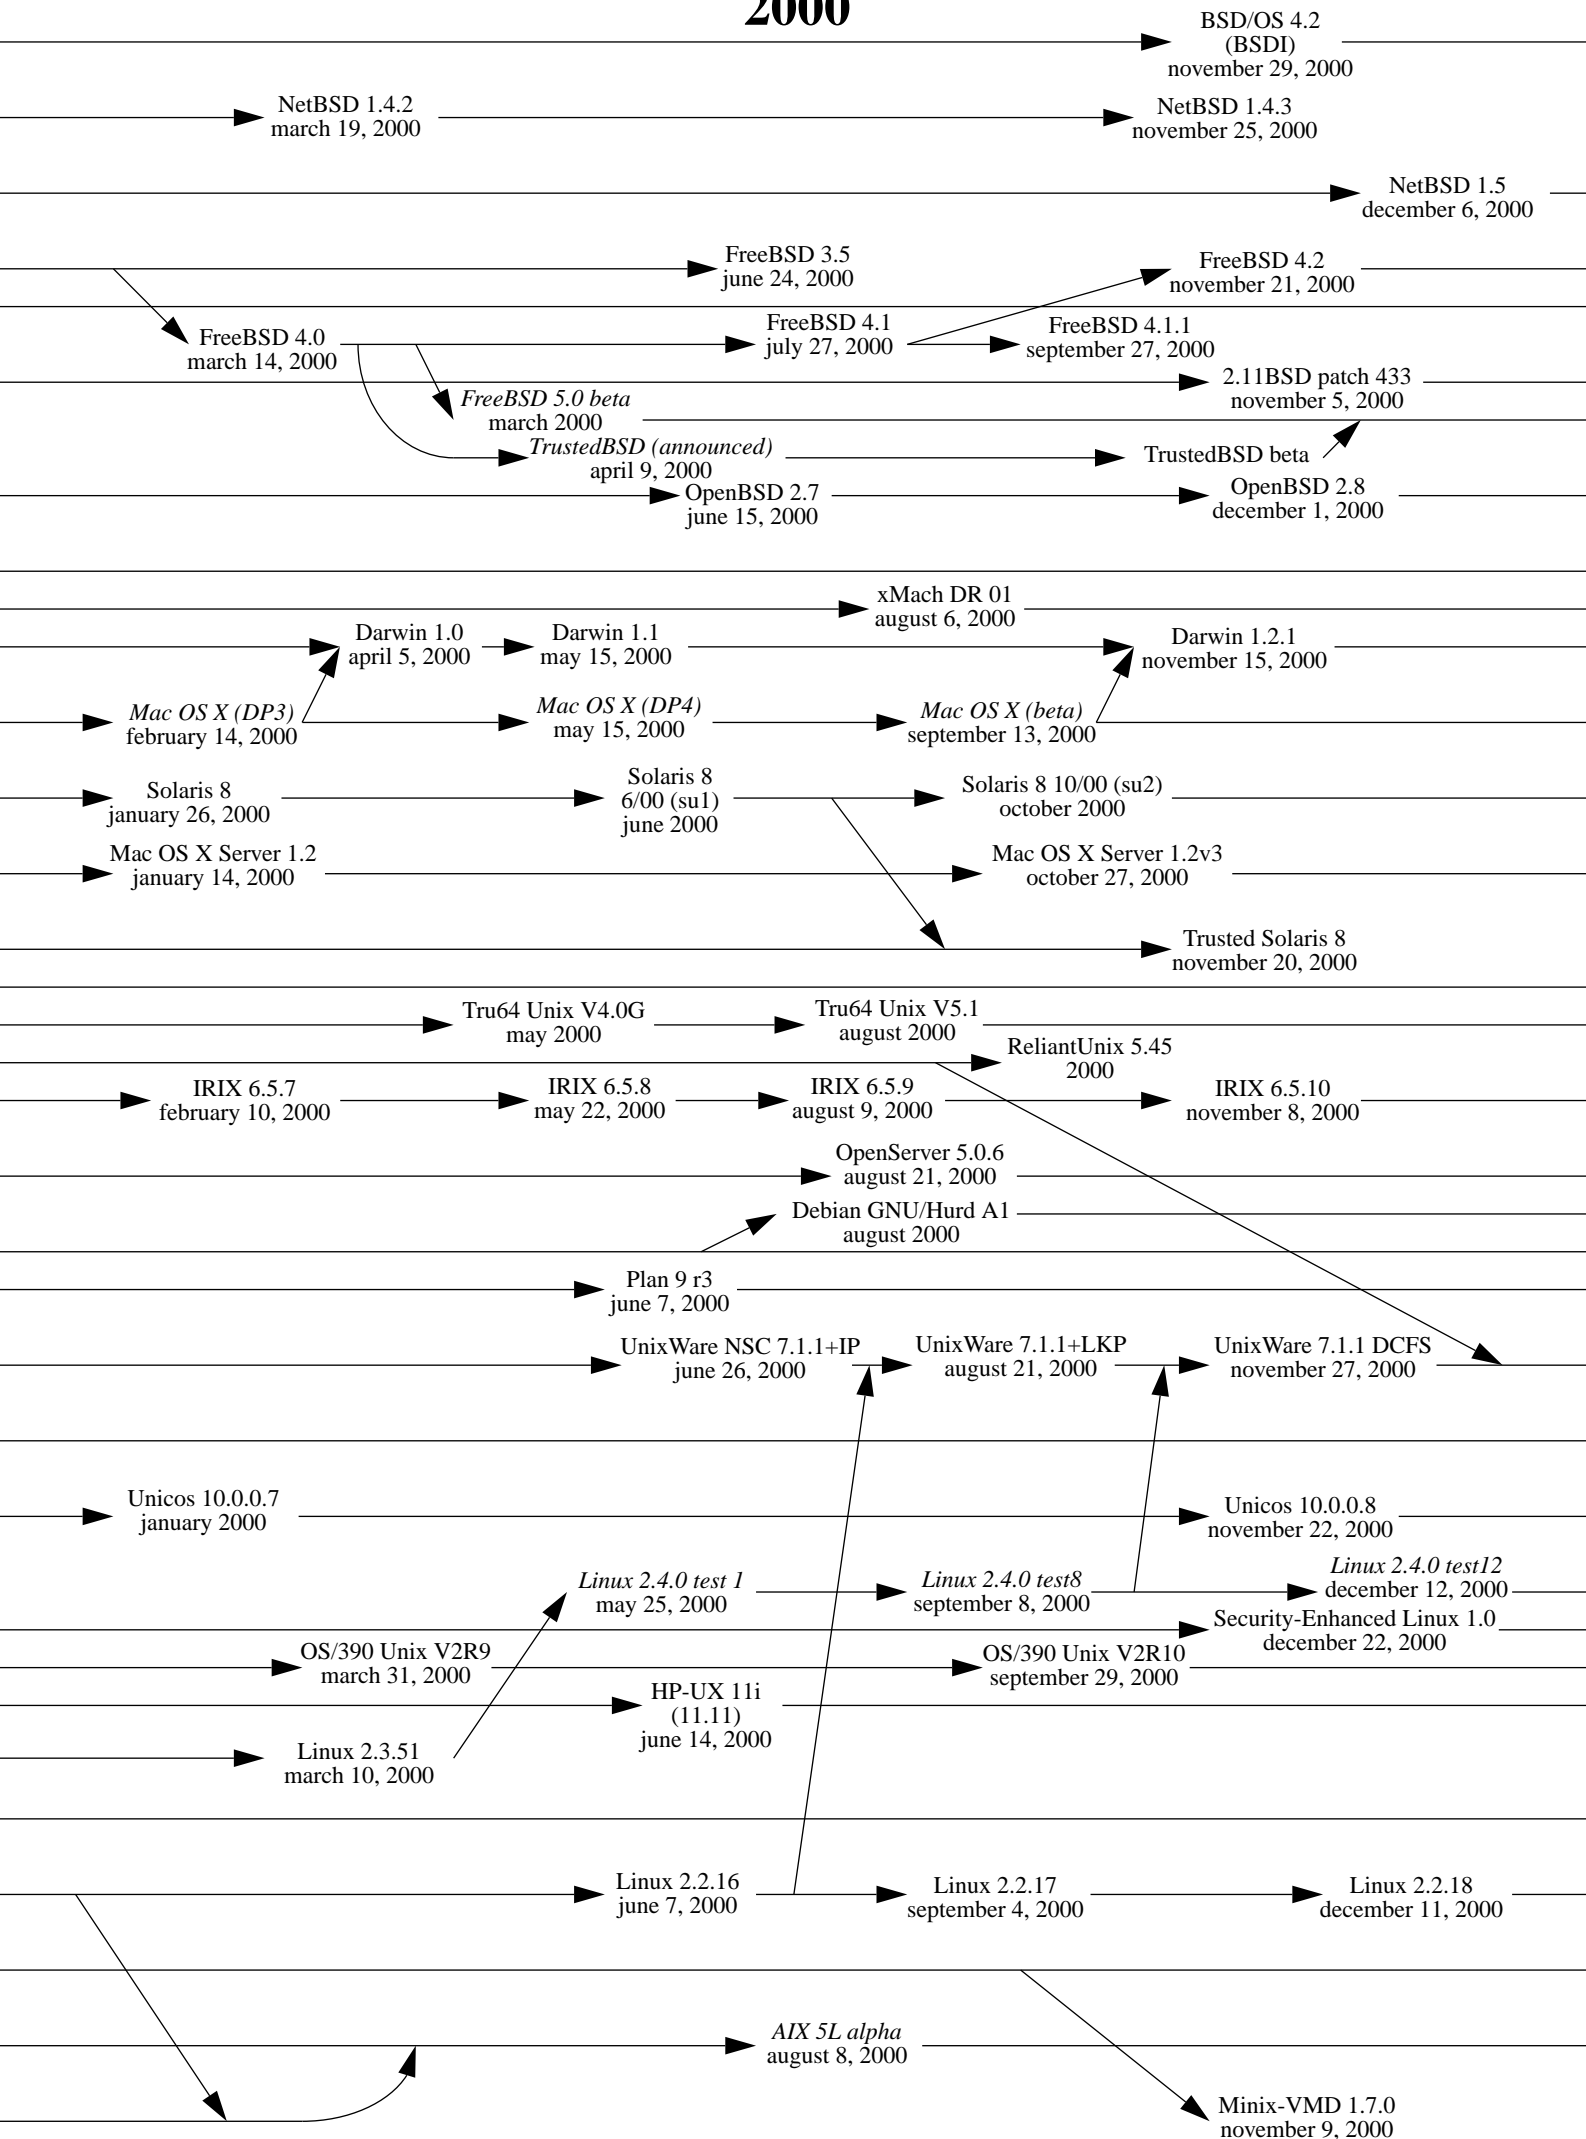 2000
BSD/OS 4.2
(BSDI)
november 29, 2000
NetBSD 1.4.2
march 19, 2000
NetBSD 1.4.3
november 25, 2000
NetBSD 1.5
december 6, 2000
FreeBSD 3.5
june 24, 2000
FreeBSD 4.2
november 21, 2000
FreeBSD 4.0
march 14, 2000
FreeBSD 4.1
july 27, 2000
FreeBSD 4.1.1
september 27, 2000
2.11BSD patch 433
november 5, 2000
FreeBSD 5.0 beta
march 2000
TrustedBSD (announced)
april 9, 2000
TrustedBSD beta
OpenBSD 2.7
june 15, 2000
OpenBSD 2.8
december 1, 2000
xMach DR 01
august 6, 2000
Darwin 1.0
april 5, 2000
Darwin 1.1
may 15, 2000
Darwin 1.2.1
november 15, 2000
Mac OS X (DP3)
february 14, 2000
Mac OS X (DP4)
may 15, 2000
Mac OS X (beta)
september 13, 2000
Solaris 8
january 26, 2000
Solaris 8
6/00 (su1)
june 2000
Solaris 8 10/00 (su2)
october 2000
Mac OS X Server 1.2
january 14, 2000
Mac OS X Server 1.2v3
october 27, 2000
Trusted Solaris 8
november 20, 2000
Tru64 Unix V4.0G
may 2000
Tru64 Unix V5.1
august 2000
ReliantUnix 5.45
2000
IRIX 6.5.7
february 10, 2000
IRIX 6.5.8
may 22, 2000
IRIX 6.5.9
august 9, 2000
IRIX 6.5.10
november 8, 2000
OpenServer 5.0.6
august 21, 2000
Debian GNU/Hurd A1
august 2000
Plan 9 r3
june 7, 2000
UnixWare NSC 7.1.1+IP
june 26, 2000
UnixWare 7.1.1+LKP
august 21, 2000
UnixWare 7.1.1 DCFS
november 27, 2000
Unicos 10.0.0.7
january 2000
Unicos 10.0.0.8
november 22, 2000
Linux 2.4.0 test 1
may 25, 2000
Linux 2.4.0 test8
september 8, 2000
Linux 2.4.0 test12
december 12, 2000
Security-Enhanced Linux 1.0
december 22, 2000
OS/390 Unix V2R9
march 31, 2000
OS/390 Unix V2R10
september 29, 2000
HP-UX 11i
(11.11)
june 14, 2000
Linux 2.3.51
march 10, 2000
Linux 2.2.16
june 7, 2000
Linux 2.2.17
september 4, 2000
Linux 2.2.18
december 11, 2000
AIX 5L alpha
august 8, 2000
Minix-VMD 1.7.0
november 9, 2000